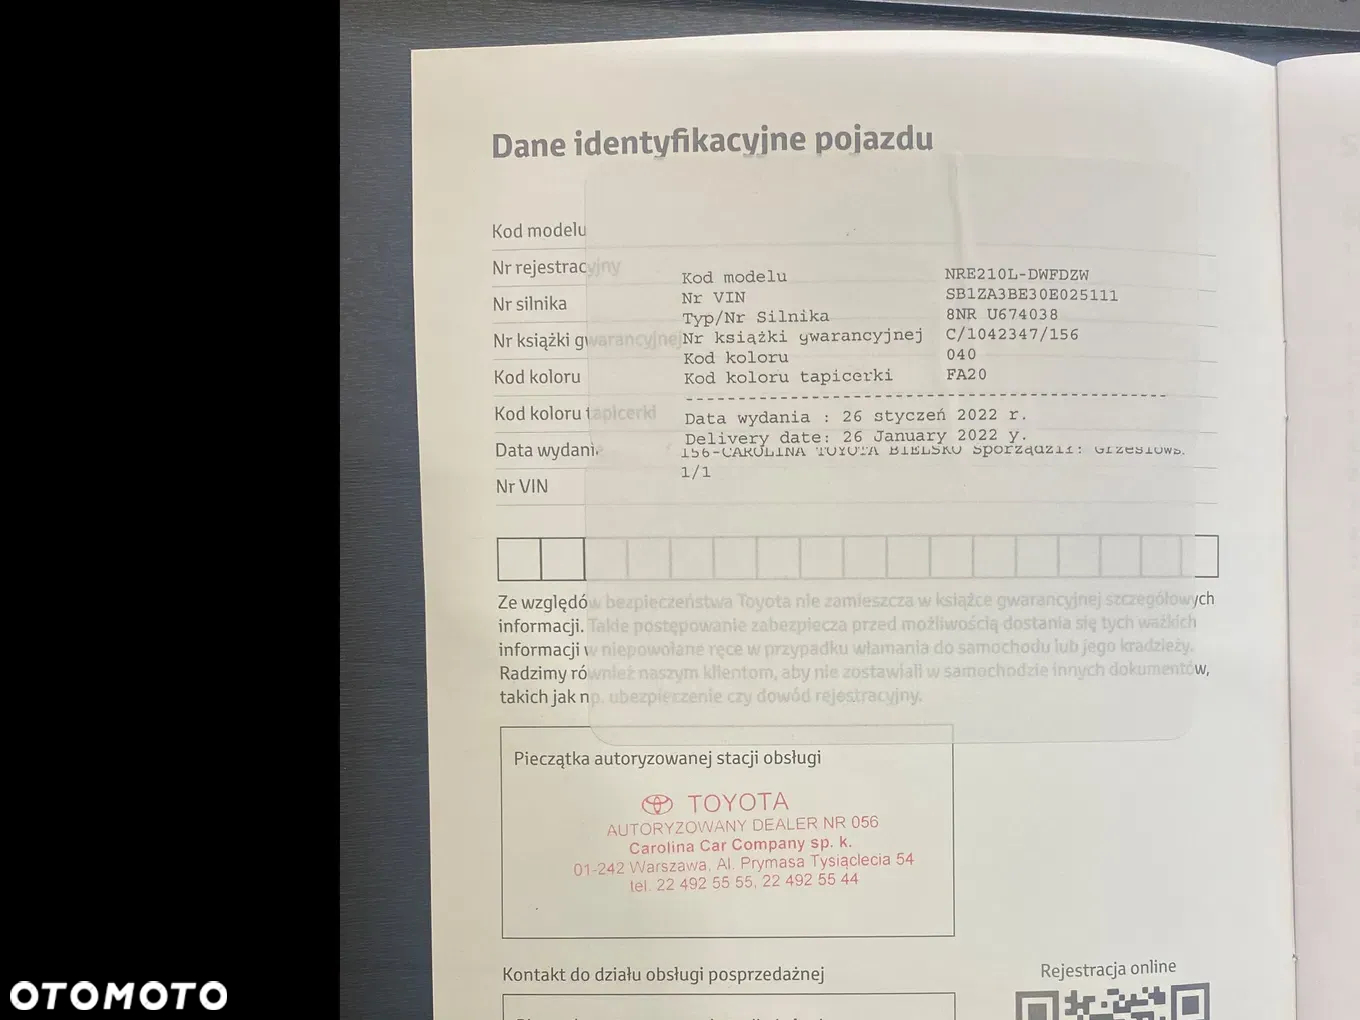 Dane identyfikacyjne pojazdu
Kod modelu
Nr rejestracyjny
Nr silnika
Nr książki gwarancyjnej
Kod koloru
Kod koloru tapicerki
Data wydania
Nr VIN
Kod modelu NRE210L-DWFDZW
Nr VIN SB1ZA3BE30E025111
Typ/Nr Silnika 8NR U674038
Nr książki gwarancyjnej C/1042347/156
Kod koloru 040
Kod koloru tapicerki FA20
Data wydania : 26 styczeń 2022 r.
Delivery date: 26 January 2022 y.
156-CAROLINA TOYOTA BIELSKO Sporządził: Grzesiows.
1/1
Ze względów bezpieczeństwa Toyota nie zamieszcza w książce gwarancyjnej szczegółowych
informacji. Takie postępowanie zabezpiecza przed możliwością dostania się tych ważkich
informacji w niepowołane ręce w przypadku włamania do samochodu lub jego kradzieży.
Radzimy również naszym klientom, aby nie zostawiali w samochodzie innych dokumentów,
takich jak np. ubezpieczenie czy dowód rejestracyjny.
Pieczątka autoryzowanej stacji obsługi
TOYOTA
AUTORYZOWANY DEALER NR 056
Carolina Car Company sp. k.
01-242 Warszawa, Al. Prymasa Tysiąclecia 54
tel. 22 492 55 55, 22 492 55 44
Kontakt do działu obsługi posprzedażnej
Rejestracja online
OTOMOTO